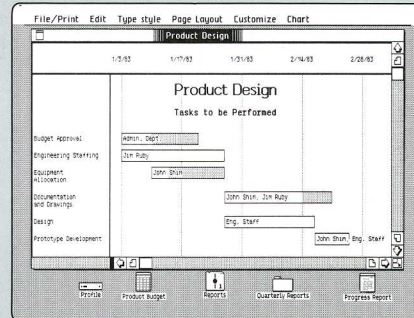 File/Print Edit Type style Page Layout Customize Chart
Product Design
1/3/83 1/17/83 1/31/83 2/14/83 2/28/83
Product Design
Tasks to be Performed
Budget Approval Admin. Dept.
Engineering Staffing Jim Ruby
Equipment
Allocation John Shim
Documentation
and Drawings John Shim, Jim Ruby
Design Eng. Staff
Prototype Development John Shim, Eng. Staff
Profile Product Budget Reports Quarterly Reports Progress Report